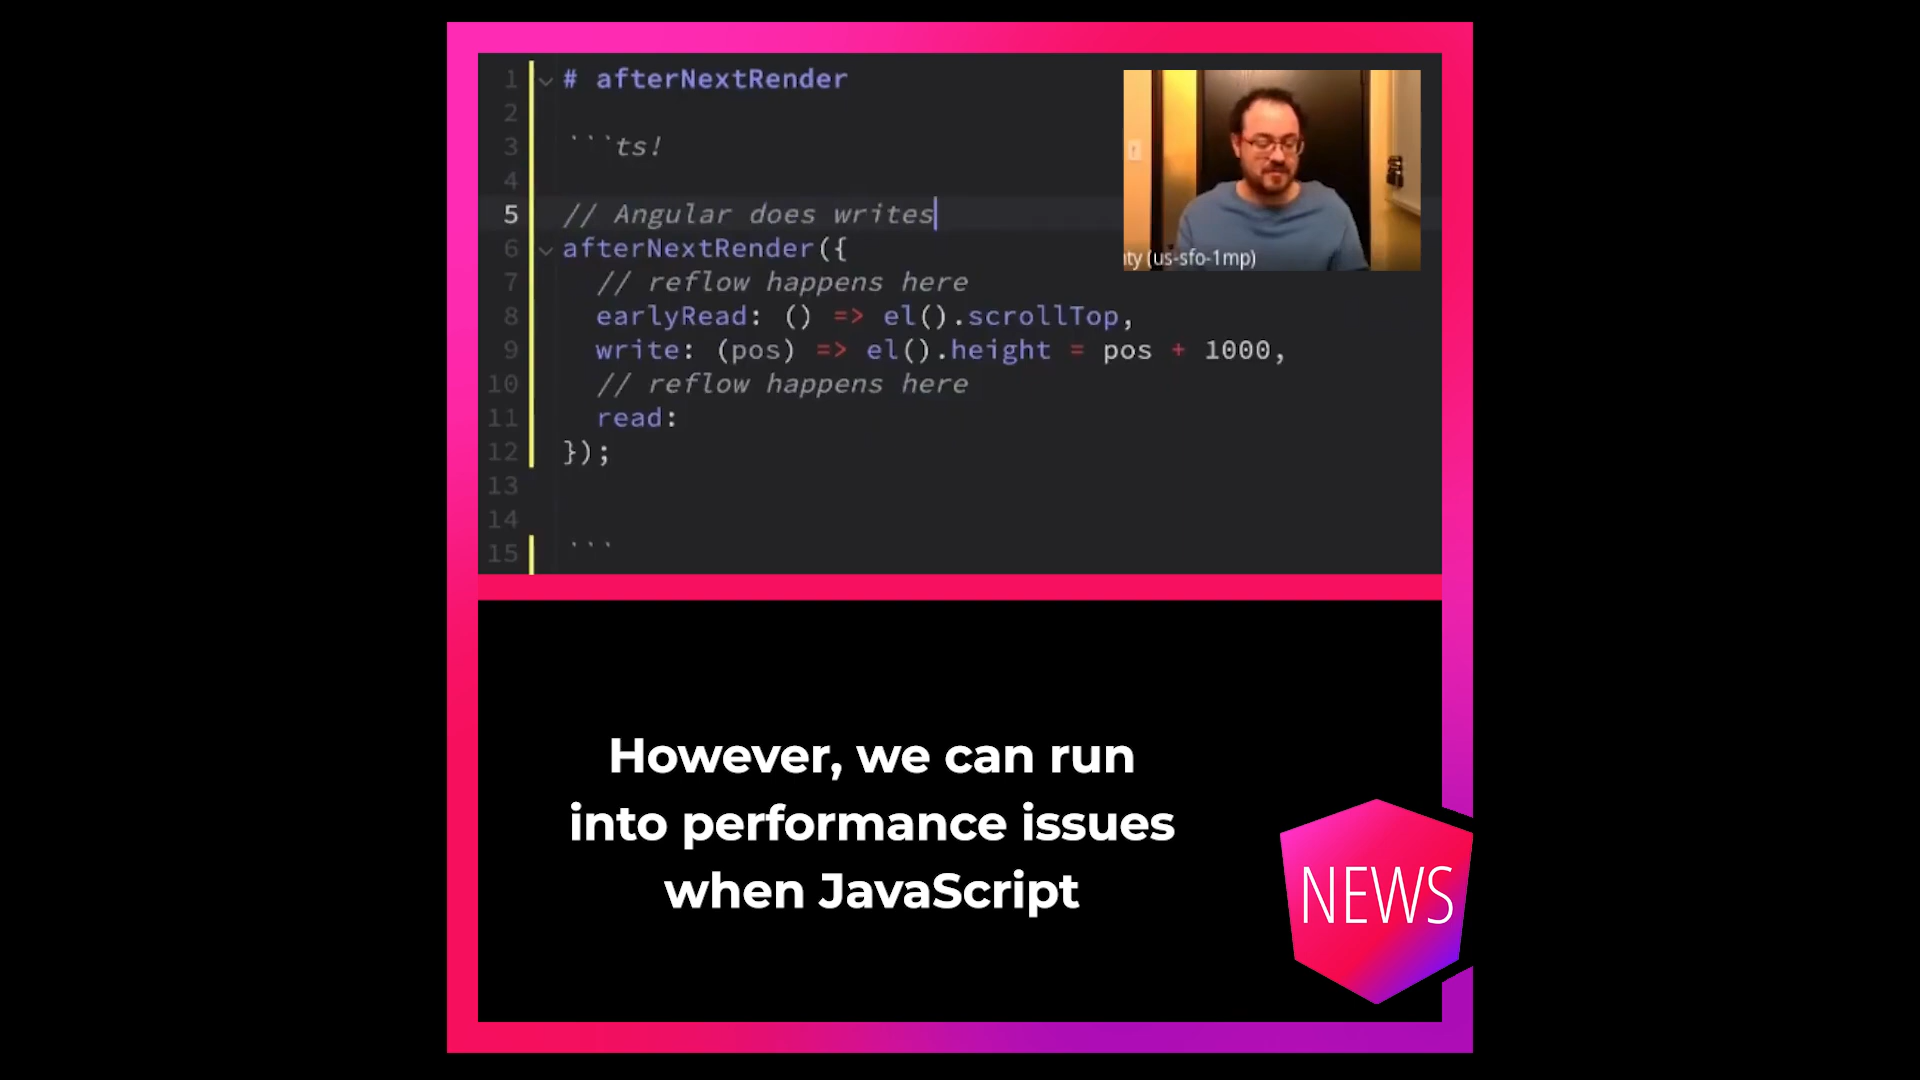 1 # afterNextRender
2
3 ```ts!
4
5 // Angular does writes
6 afterNextRender({
7 // reflow happens here
8 earlyRead: () => el().scrollTop,
9 write: (pos) => el().height = pos + 1000,
10 // reflow happens here
11 read:
12 });
13
14
15 ```
ity (us-sfo-1mp)
However, we can run
into performance issues
when JavaScript
NEWS